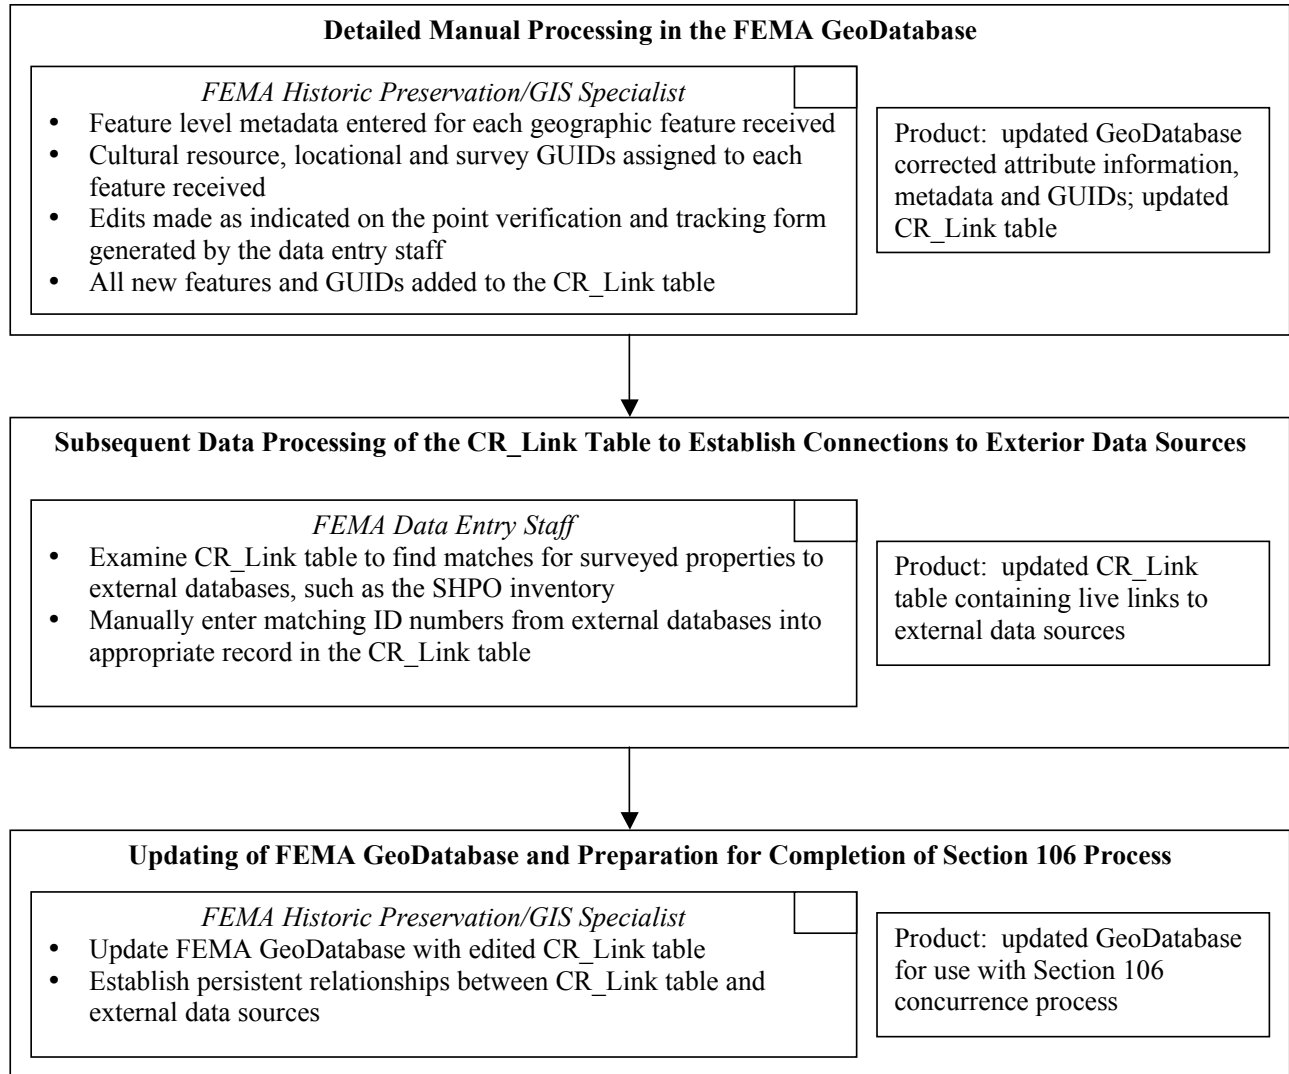 Detailed Manual Processing in the FEMA GeoDatabase
FEMA Historic Preservation/GIS Specialist
• Feature level metadata entered for each geographic feature received
• Cultural resource, locational and survey GUIDs assigned to each
feature received
• Edits made as indicated on the point verification and tracking form
generated by the data entry staff
• All new features and GUIDs added to the CR_Link table
Product: updated GeoDatabase
corrected attribute information,
metadata and GUIDs; updated
CR_Link table
Subsequent Data Processing of the CR_Link Table to Establish Connections to Exterior Data Sources
FEMA Data Entry Staff
• Examine CR_Link table to find matches for surveyed properties to
external databases, such as the SHPO inventory
• Manually enter matching ID numbers from external databases into
appropriate record in the CR_Link table
Product: updated CR_Link
table containing live links to
external data sources
Updating of FEMA GeoDatabase and Preparation for Completion of Section 106 Process
FEMA Historic Preservation/GIS Specialist
• Update FEMA GeoDatabase with edited CR_Link table
• Establish persistent relationships between CR_Link table and
external data sources
Product: updated GeoDatabase
for use with Section 106
concurrence process